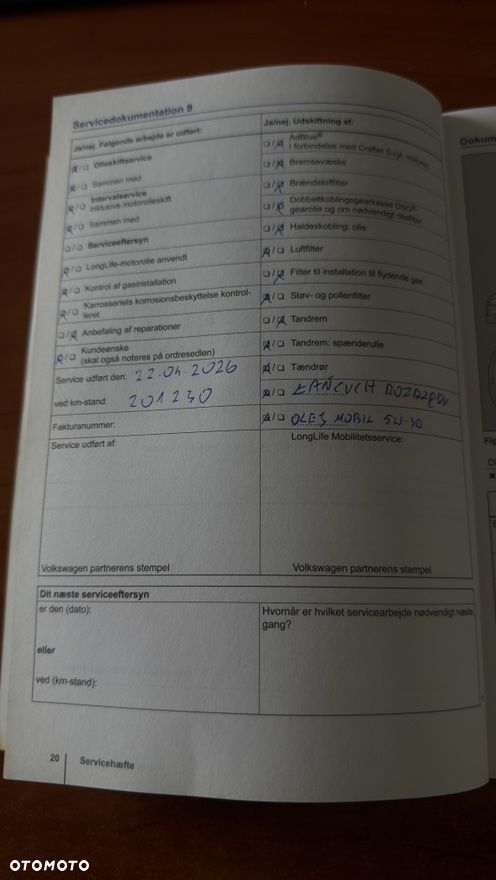 Servicedokumentation 8
Ja/nej. Følgende arbejde er udført:
☒/☐ Olieskiftservice
☒/☐ Sammen med
☒/☐ Intervalservice
inklusive motorolieskift
☒/☐ Sammen med
☐/☐ Serviceeftersyn
☒/☐ LongLife-motorolie anvendt
☒/☐ Kontrol af gasinstallation
☒/☐ Karrosseriets korrosionsbeskyttelse kontrol-
leret
☐/☒ Anbefaling af reparationer
☒/☐ Kundeønske
(skal også noteres på ordresedlen)
Service udført den: 22.04.2026
ved km-stand: 201230
Fakturanummer:
Service udført af:
Volkswagen partnerens stempel
Ja/nej. Udskiftning af:
☐/☒ AdBlue®
i forbindelse med Crafter 5-cyl. motorer
☐/☒ Bremsevæske
☐/☒ Brændstoffilter
☐/☒ Dobbeltkoblingsgearkasse DSG®:
gearolie og om nødvendigt oliefilter
☐/☒ Haldexkobling: olie
☒/☐ Luftfilter
☐/☒ Filter til installation til flydende gas
☒/☐ Støv- og pollenfilter
☐/☒ Tandrem
☒/☐ Tandrem: spænderulle
☒/☐ Tændrør
☒/☐ ŁAŃCUCH ROZRZĄDU
☒/☐ OLEJ MOBIL 5W-30
LongLife Mobilitetsservice:
Volkswagen partnerens stempel
Dit næste serviceeftersyn
er den (dato):
eller
ved (km-stand):
Hvornår er hvilket servicearbejde nødvendigt næste
gang?
20 Servicehæfte
Dokum
OTOMOTO